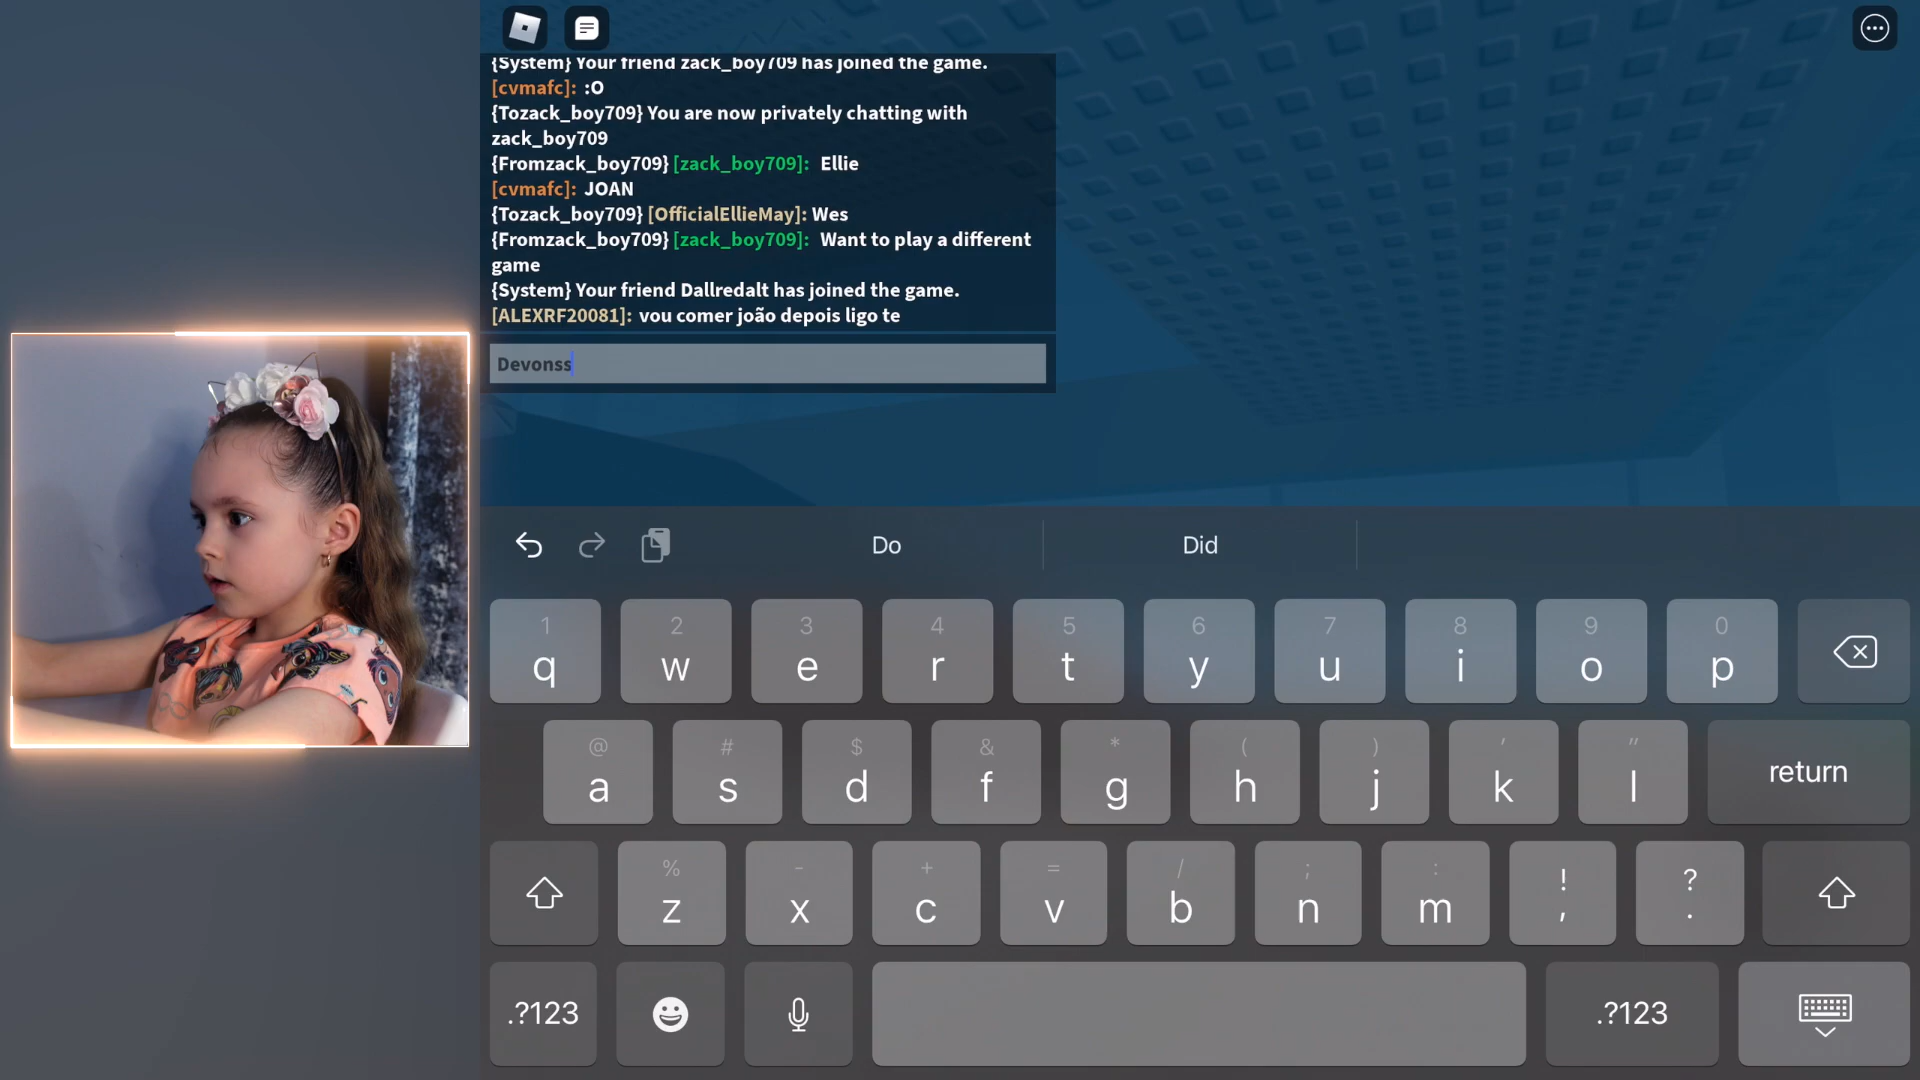 {System} Your friend zack_boy709 has joined the game.
[cvmafc]: :O
{Tozack_boy709} You are now privately chatting with
zack_boy709
{Fromzack_boy709} [zack_boy709]: Ellie
[cvmafc]: JOAN
{Tozack_boy709} [OfficialEllieMay]: Wes
{Fromzack_boy709} [zack_boy709]: Want to play a different
game
{System} Your friend Dallredalt has joined the game.
[ALEXRF20081]: vou comer joão depois ligo te
Devonss
Do Did
1 2 3 4 5 6 7 8 9 0
q w e r t y u i o p
@ # $ & * ( ) ' "
a s d f g h j k l return
% - + = / ; : ! ?
z x c v b n m , .
.?123 .?123